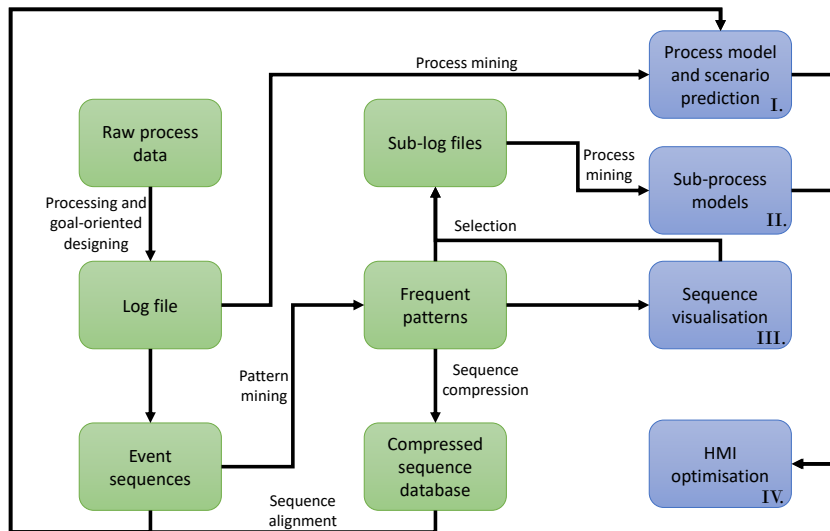 Process mining
Process model
and scenario
prediction
I.
Raw process
data
Sub-log files
Process
mining
Sub-process
models
II.
Processing and
goal-oriented
designing
Selection
Log file
Frequent
patterns
Sequence
visualisation
III.
Pattern
mining
Sequence
compression
Event
sequences
Compressed
sequence
database
HMI
optimisation
IV.
Sequence
alignment